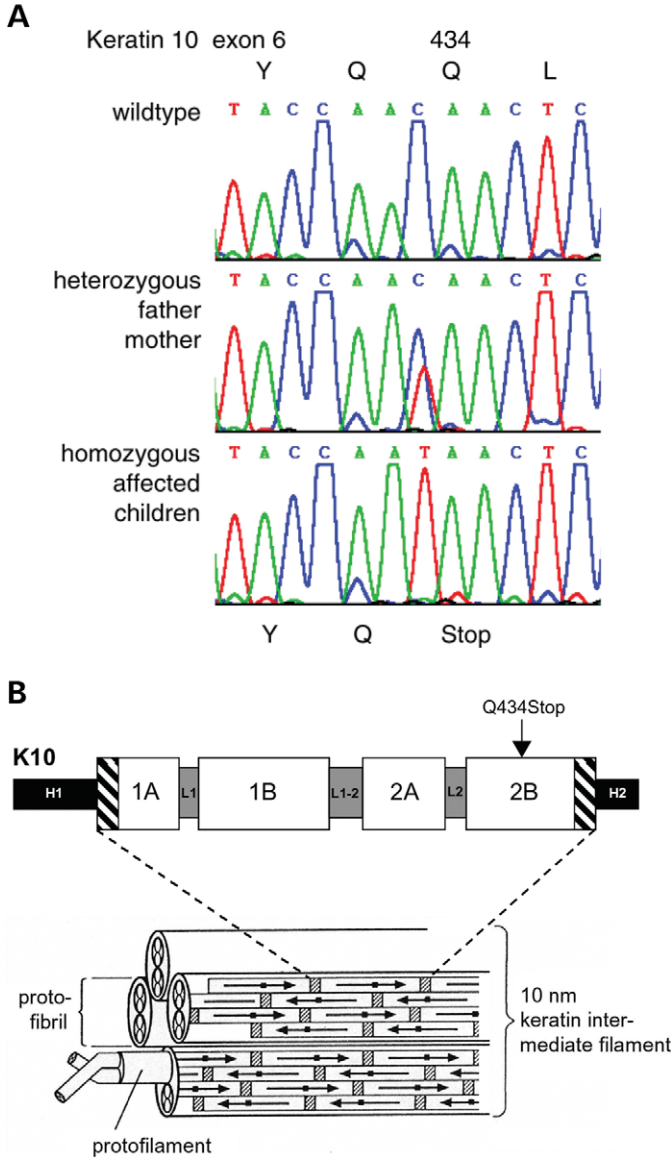 A
Keratin 10 exon 6 434
Y Q Q L
wildtype T A C C A A C A A C T C
heterozygous T A C C A A C A A C T C
father
mother
homozygous T A C C A A T A A C T C
affected
children
Y Q Stop
B
Q434Stop
K10
H1 1A L1 1B L1-2 2A L2 2B H2
proto-
fibril
10 nm
keratin inter-
mediate filament
protofilament